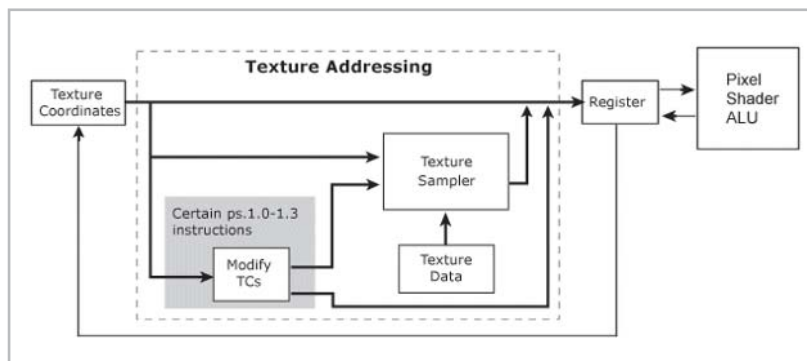 Texture Addressing
Texture
Coordinates
Register
Pixel
Shader
ALU
Texture
Sampler
Certain ps.1.0-1.3
instructions
Modify
TCs
Texture
Data